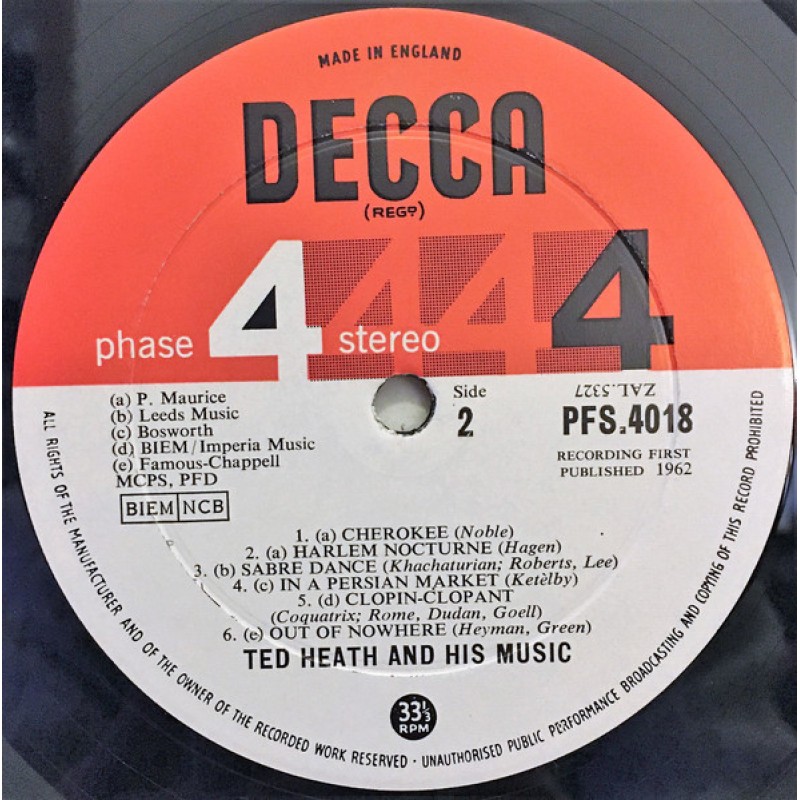 MADE IN ENGLAND
DECCA
(REGD)
phase 4 stereo 444
(a) P. Maurice
(b) Leeds Music
(c) Bosworth
(d) BIEM/Imperia Music
(e) Famous-Chappell
MCPS, PFD
BIEM NCB
Side
2
ZAL.5327
PFS.4018
RECORDING FIRST
PUBLISHED 1962
1. (a) CHEROKEE (Noble)
2. (a) HARLEM NOCTURNE (Hagen)
3. (b) SABRE DANCE (Khachaturian; Roberts, Lee)
4. (c) IN A PERSIAN MARKET (Ketèlby)
5. (d) CLOPIN-CLOPANT
(Coquatrix; Rome, Dudan, Goell)
6. (e) OUT OF NOWHERE (Heyman, Green)
TED HEATH AND HIS MUSIC
33 1/3
RPM
ALL RIGHTS OF THE MANUFACTURER AND OF THE OWNER OF THE RECORDED WORK RESERVED · UNAUTHORISED PUBLIC PERFORMANCE BROADCASTING AND COPYING OF THIS RECORD PROHIBITED